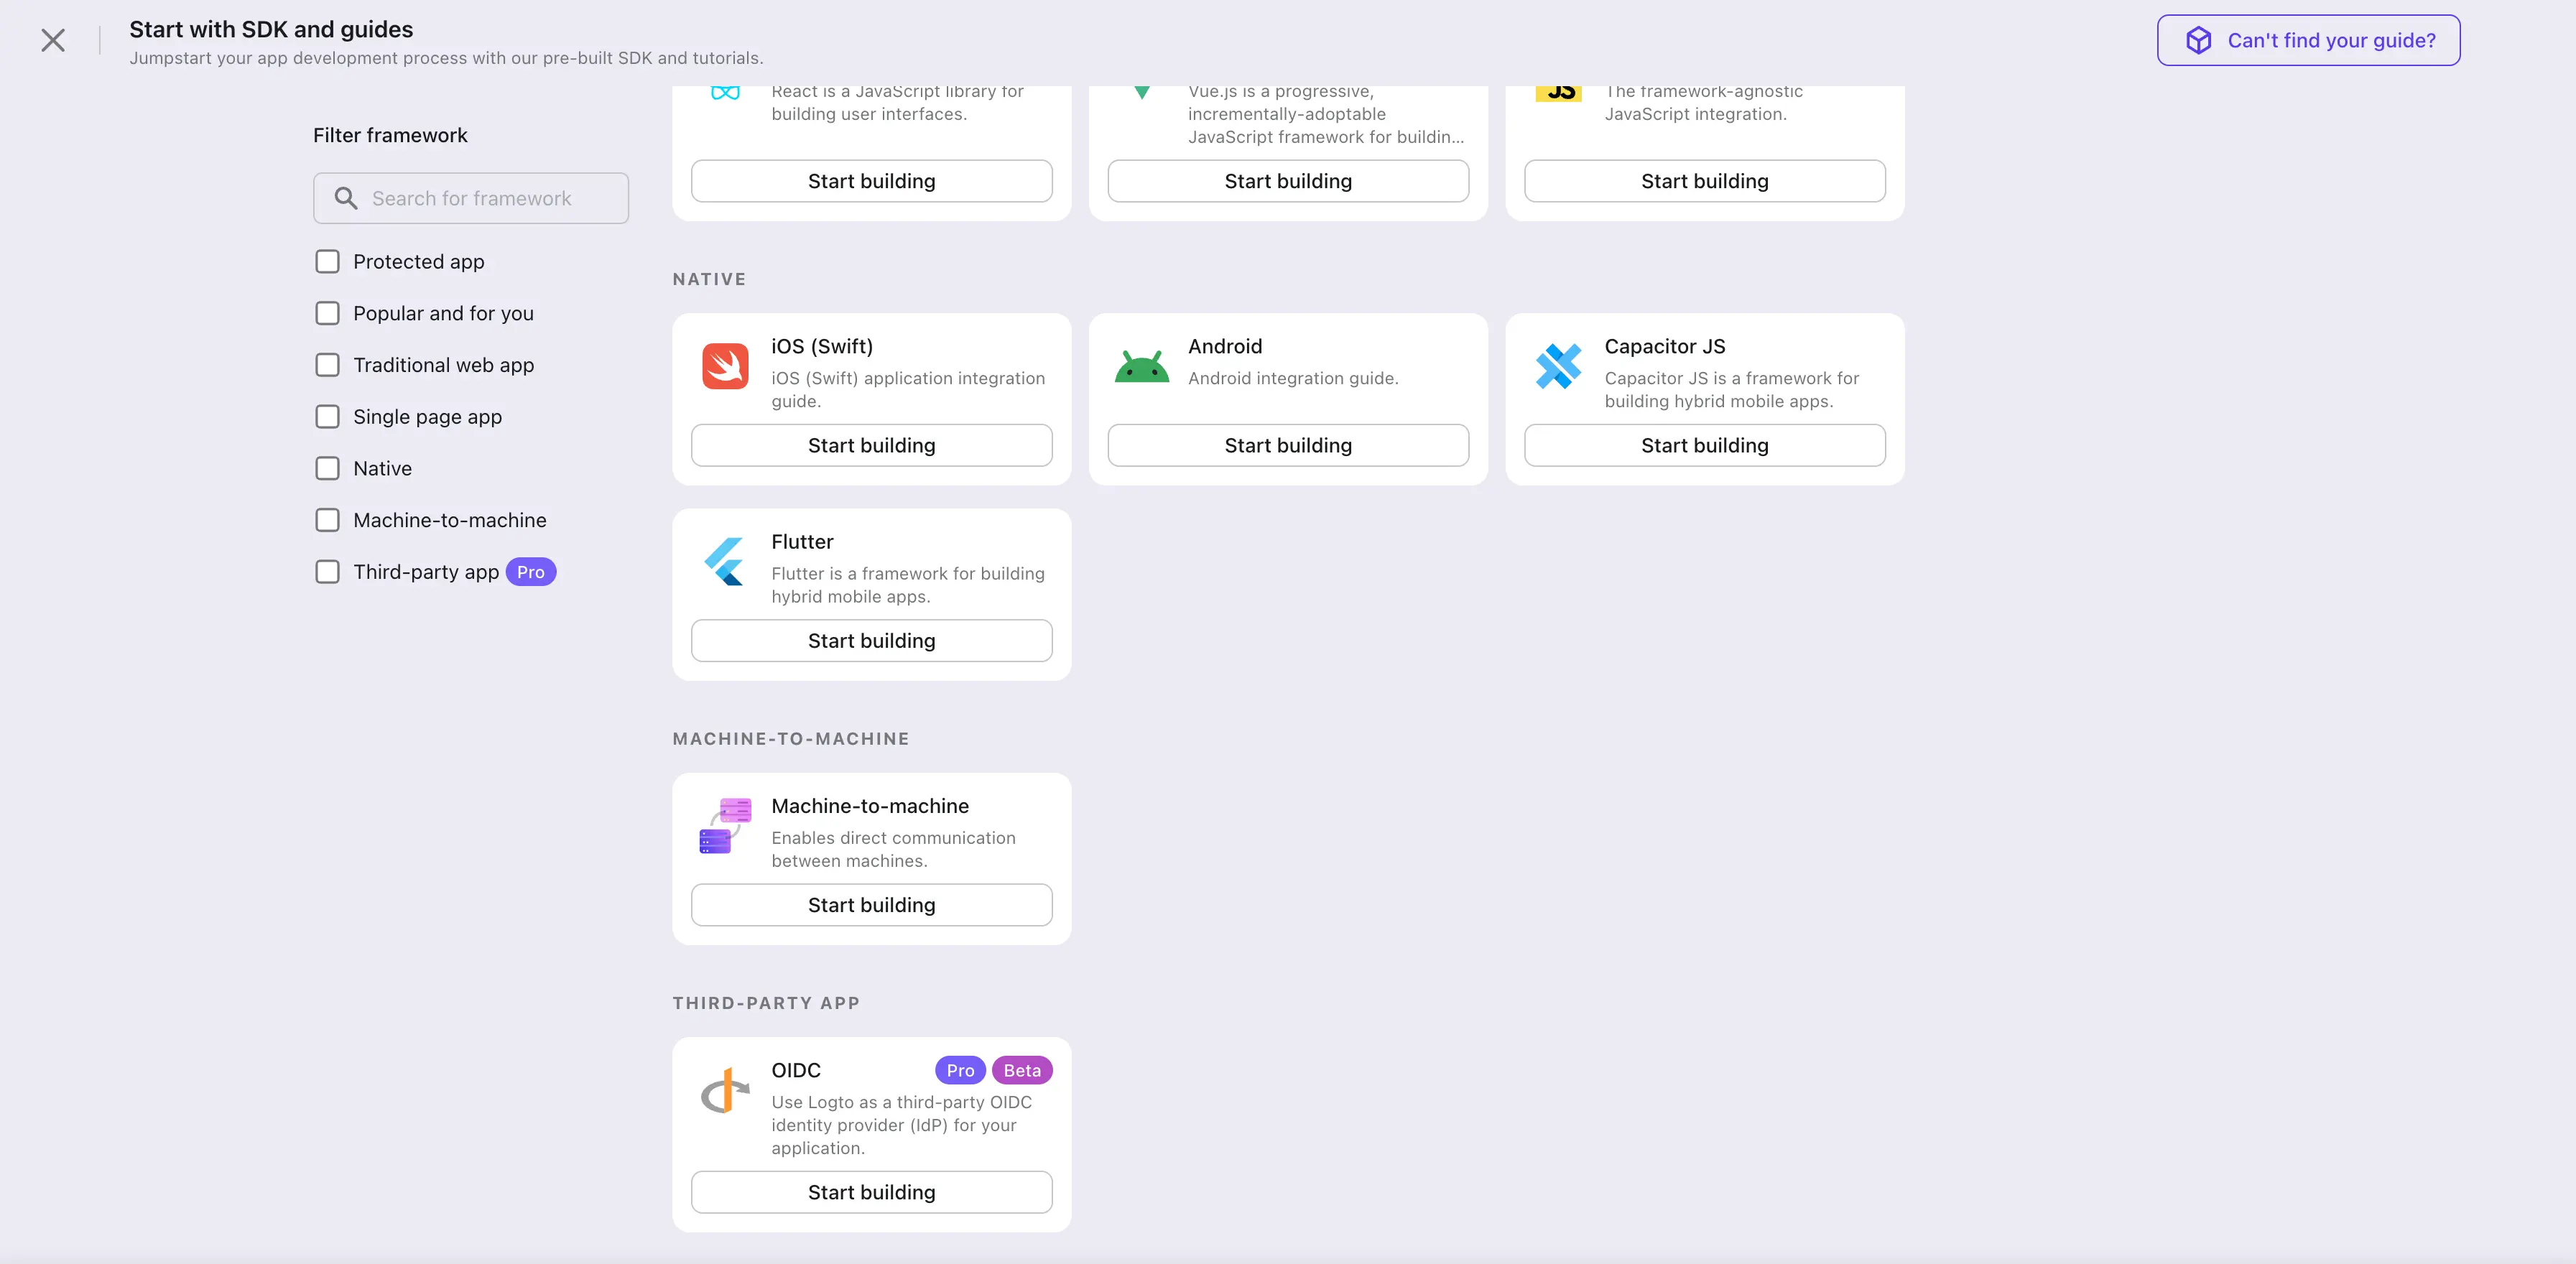 Start with SDK and guides
Jumpstart your app development process with our pre-built SDK and tutorials.
Can't find your guide?
Filter framework
Search for framework
Protected app
Popular and for you
Traditional web app
Single page app
Native
Machine-to-machine
Third-party app Pro
React is a JavaScript library for
building user interfaces.
Start building
Vue.js is a progressive,
incrementally-adoptable
JavaScript framework for buildin...
Start building
JS
The framework-agnostic
JavaScript integration.
Start building
NATIVE
iOS (Swift)
iOS (Swift) application integration
guide.
Start building
Android
Android integration guide.
Start building
Capacitor JS
Capacitor JS is a framework for
building hybrid mobile apps.
Start building
Flutter
Flutter is a framework for building
hybrid mobile apps.
Start building
MACHINE-TO-MACHINE
Machine-to-machine
Enables direct communication
between machines.
Start building
THIRD-PARTY APP
OIDC Pro Beta
Use Logto as a third-party OIDC
identity provider (IdP) for your
application.
Start building